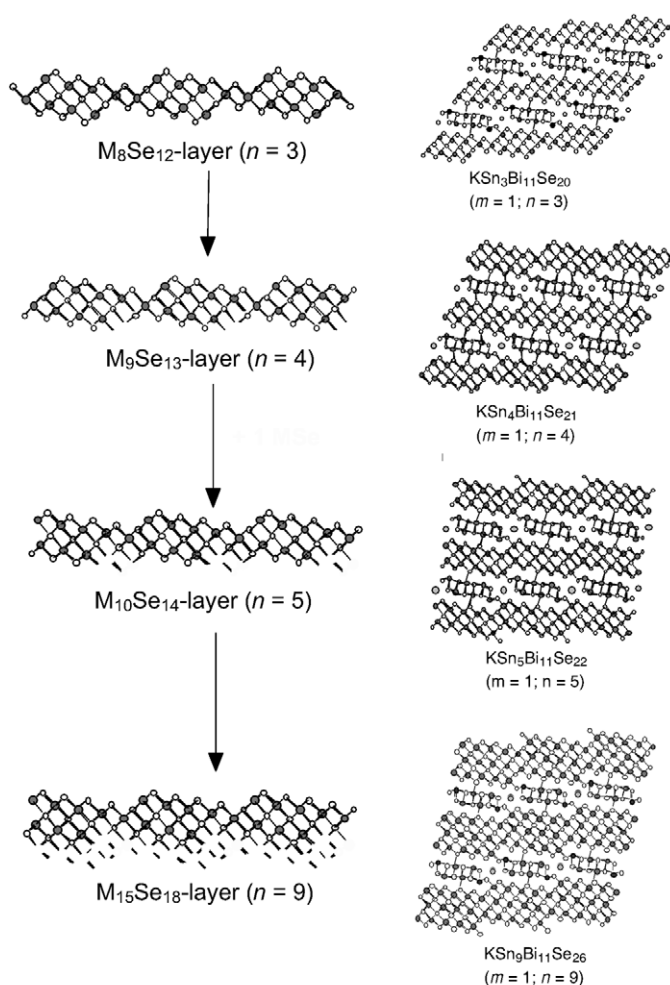 M₈Se₁₂-layer (n = 3)
M₉Se₁₃-layer (n = 4)
M₁₀Se₁₄-layer (n = 5)
M₁₅Se₁₈-layer (n = 9)
KSn₃Bi₁₁Se₂₀
(m = 1; n = 3)
KSn₄Bi₁₁Se₂₁
(m = 1; n = 4)
KSn₅Bi₁₁Se₂₂
(m = 1; n = 5)
KSn₉Bi₁₁Se₂₆
(m = 1; n = 9)